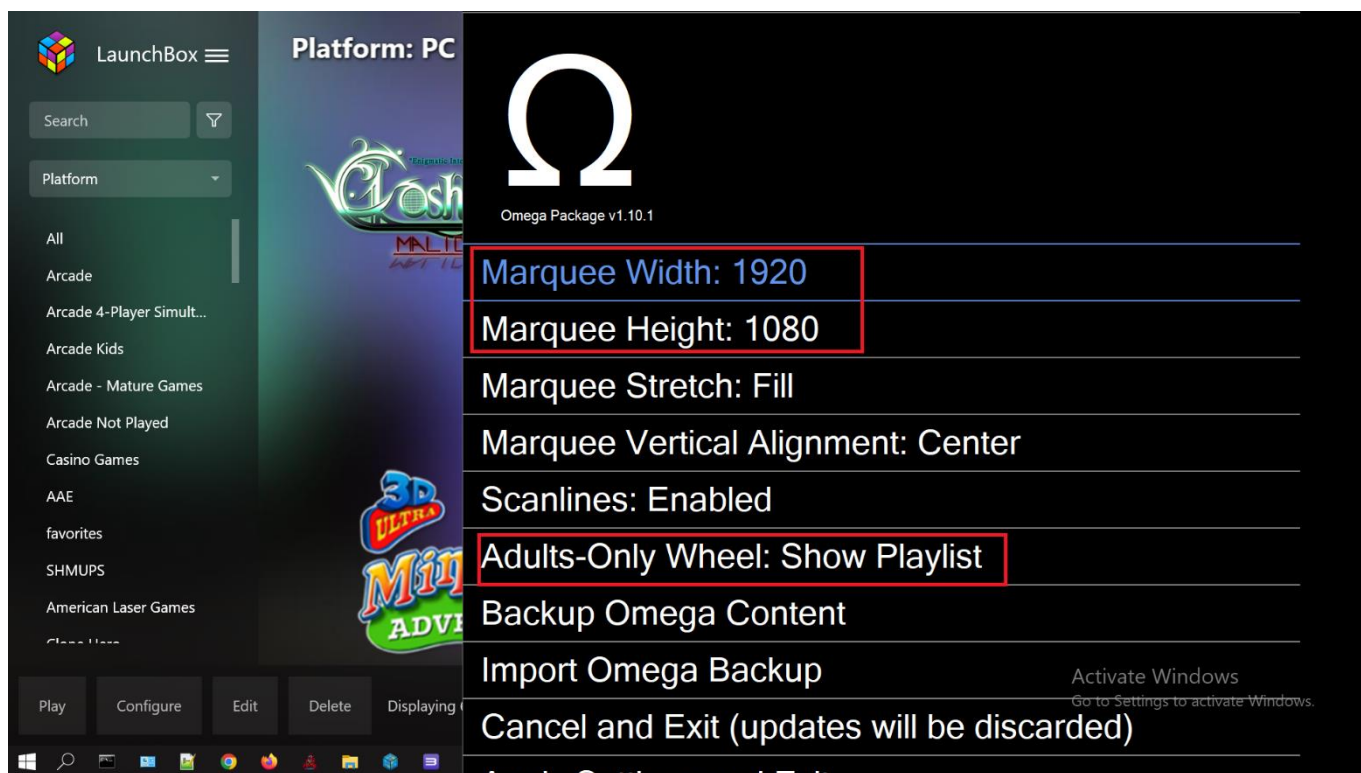 LaunchBox
Search
Platform
All
Arcade
Arcade 4-Player Simult...
Arcade Kids
Arcade - Mature Games
Arcade Not Played
Casino Games
AAE
favorites
SHMUPS
American Laser Games
Play
Configure
Edit
Delete
Displaying
Platform: PC
3D
ULTRA
Ω
Omega Package v1.10.1
Marquee Width: 1920
Marquee Height: 1080
Marquee Stretch: Fill
Marquee Vertical Alignment: Center
Scanlines: Enabled
Adults-Only Wheel: Show Playlist
Backup Omega Content
Import Omega Backup
Cancel and Exit (updates will be discarded)
Activate Windows
Go to Settings to activate Windows.